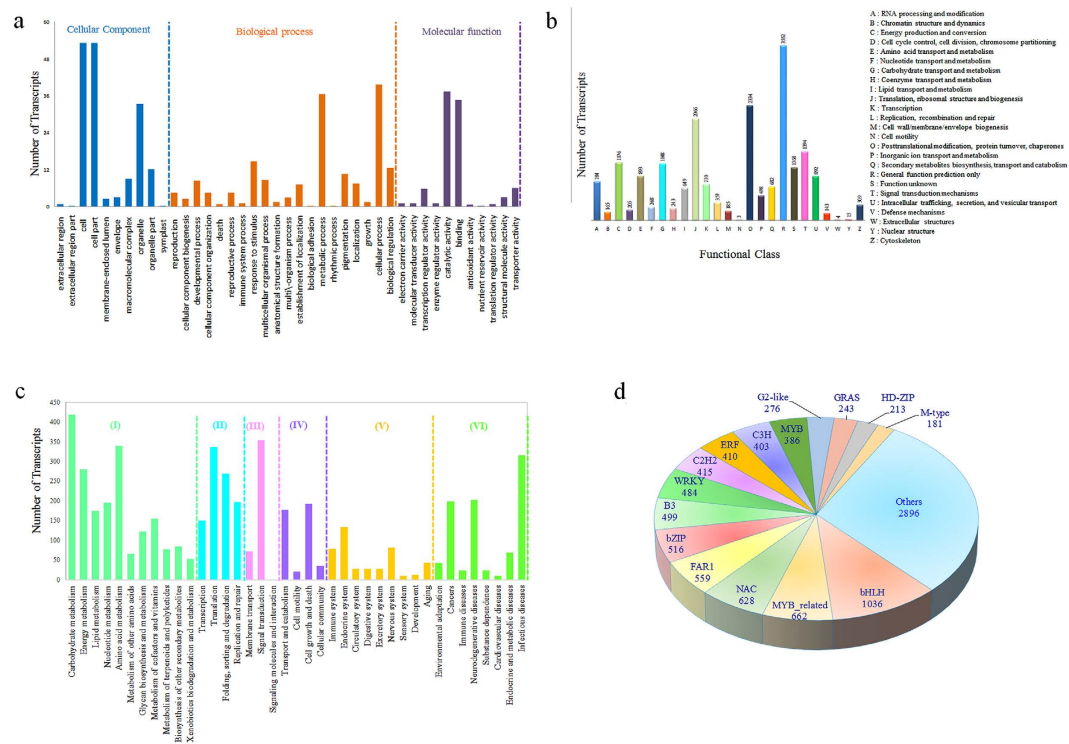 a
Cellular Component
Biological process
Molecular function
Number of Transcripts
60
48
36
24
12
0
extracellular region
extracellular region part
cell
cell part
membrane-enclosed lumen
envelope
macromolecular complex
organelle
organelle part
symplast
reproduction
cellular component biogenesis
developmental process
cellular component organization
death
reproductive process
immune system process
response to stimulus
multicellular organismal process
anatomical structure formation
multi\-organism process
establishment of localization
biological adhesion
metabolic process
rhythmic process
pigmentation
localization
growth
cellular process
biological regulation
electron carrier activity
molecular transducer activity
transcription regulator activity
enzyme regulator activity
catalytic activity
binding
antioxidant activity
nutrient reservoir activity
translation regulator activity
structural molecule activity
transporter activity
b
Number of Transcripts
A B C D E F G H I J K L M N O P Q R S T U V W Y Z
Functional Class
A : RNA processing and modification
B : Chromatin structure and dynamics
C : Energy production and conversion
D : Cell cycle control, cell division, chromosome partitioning
E : Amino acid transport and metabolism
F : Nucleotide transport and metabolism
G : Carbohydrate transport and metabolism
H : Coenzyme transport and metabolism
I : Lipid transport and metabolism
J : Translation, ribosomal structure and biogenesis
K : Transcription
L : Replication, recombination and repair
M : Cell wall/membrane/envelope biogenesis
N : Cell motility
O : Posttranslational modification, protein turnover, chaperones
P : Inorganic ion transport and metabolism
Q : Secondary metabolites biosynthesis, transport and catabolism
R : General function prediction only
S : Function unknown
T : Signal transduction mechanisms
U : Intracellular trafficking, secretion, and vesicular transport
V : Defense mechanisms
W : Extracellular structures
Y : Nuclear structure
Z : Cytoskeleton
c
Number of Transcripts
450
400
350
300
250
200
150
100
50
0
(I)
(II)
(III)
(IV)
(V)
(VI)
Carbohydrate metabolism
Energy metabolism
Lipid metabolism
Nucleotide metabolism
Amino acid metabolism
Metabolism of other amino acids
Glycan biosynthesis and metabolism
Metabolism of cofactors and vitamins
Metabolism of terpenoids and polyketides
Biosynthesis of other secondary metabolites
Xenobiotics biodegradation and metabolism
Transcription
Translation
Folding, sorting and degradation
Replication and repair
Membrane transport
Signal transduction
Signaling molecules and interaction
Transport and catabolism
Cell motility
Cell growth and death
Cellular community
Immune system
Endocrine system
Circulatory system
Digestive system
Excretory system
Nervous system
Sensory system
Development
Aging
Environmental adaptation
Cancers
Immune diseases
Neurodegenerative diseases
Substance dependence
Cardiovascular diseases
Endocrine and metabolic diseases
Infectious diseases
d
G2-like
276
GRAS
243
HD-ZIP
213
M-type
181
Others
2896
bHLH
1036
MYB_related
662
NAC
628
FAR1
559
bZIP
516
B3
499
WRKY
484
C2H2
415
ERF
410
C3H
403
MYB
386